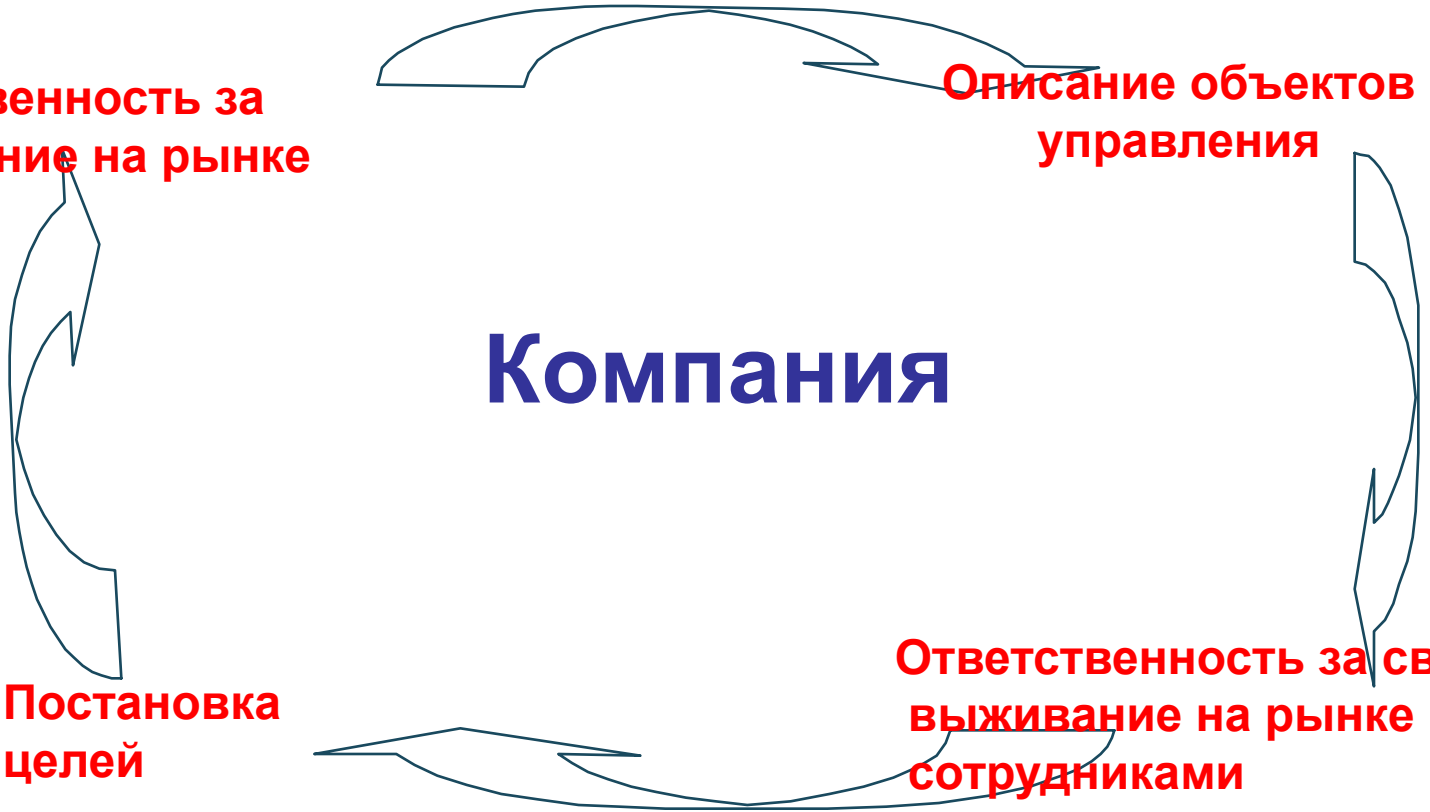 венность за
ние на рынке
Описание объектов
управления
Компания
Постановка
целей
Ответственность за св
выживание на рынке
сотрудниками